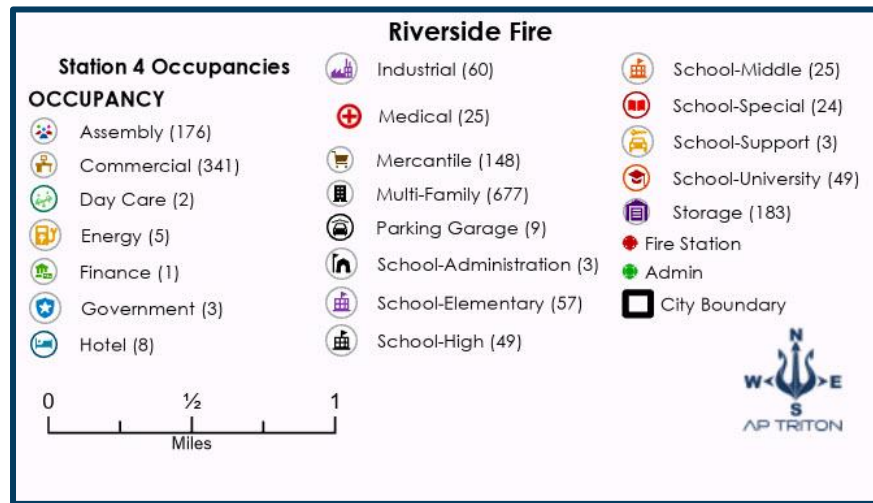 Riverside Fire
Station 4 Occupancies
OCCUPANCY
Assembly (176)
Commercial (341)
Day Care (2)
Energy (5)
Finance (1)
Government (3)
Hotel (8)
Industrial (60)
Medical (25)
Mercantile (148)
Multi-Family (677)
Parking Garage (9)
School-Administration (3)
School-Elementary (57)
School-High (49)
School-Middle (25)
School-Special (24)
School-Support (3)
School-University (49)
Storage (183)
Fire Station
Admin
City Boundary
0 ½ 1
Miles
N
W E
S
AP TRITON